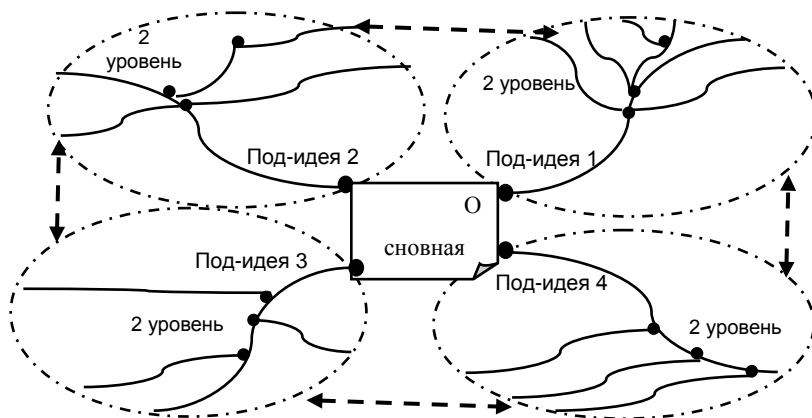 2
уровень
2 уровень
Под-идея 2
Под-идея 1
О
сновная
Под-идея 3
Под-идея 4
2 уровень
2 уровень